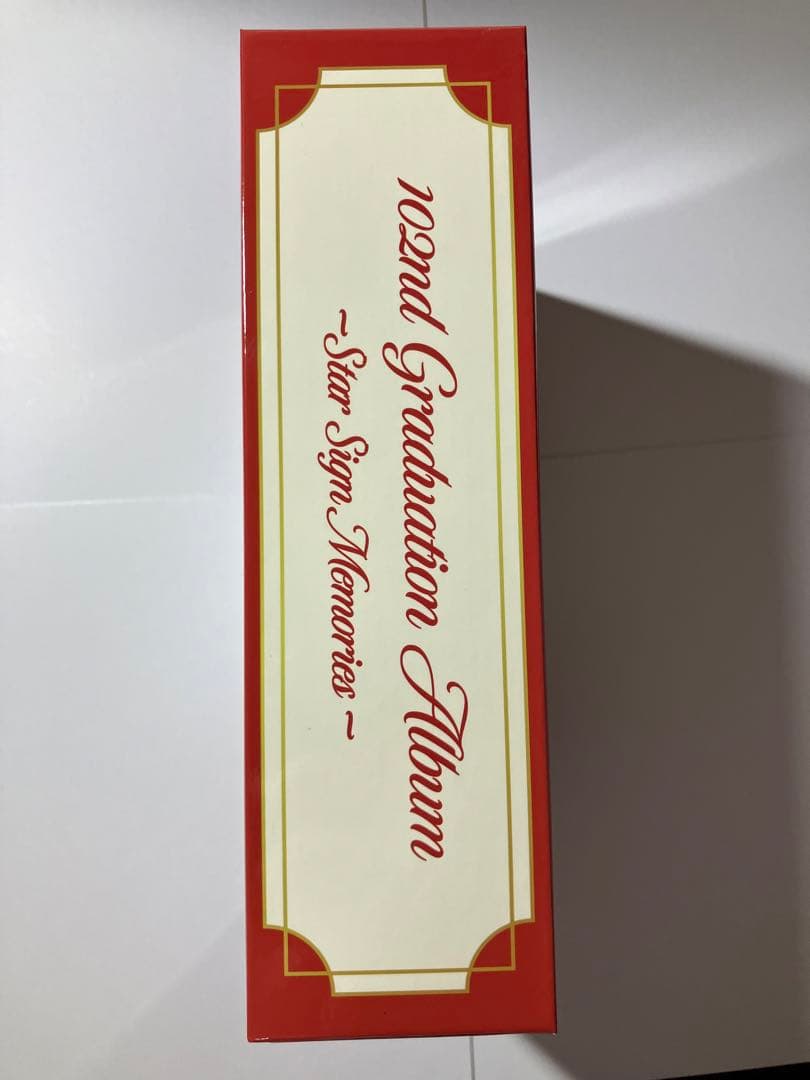 102nd Graduation Album
~Star Sign Memories~